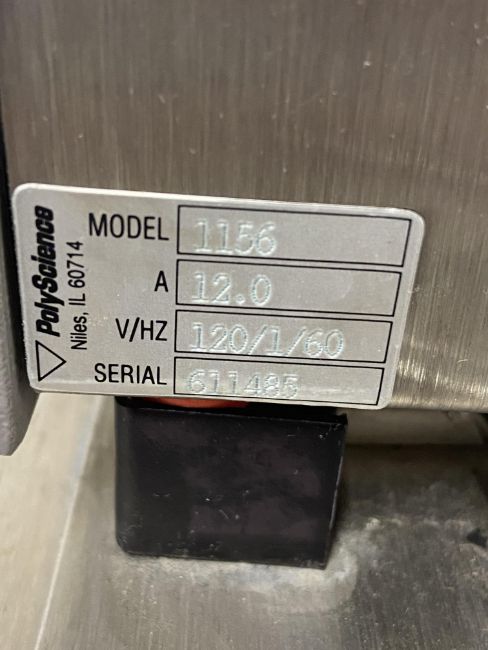 PolyScience
Niles, IL 60714
MODEL 1156
A 12.0
V/HZ 120/1/60
SERIAL 611485